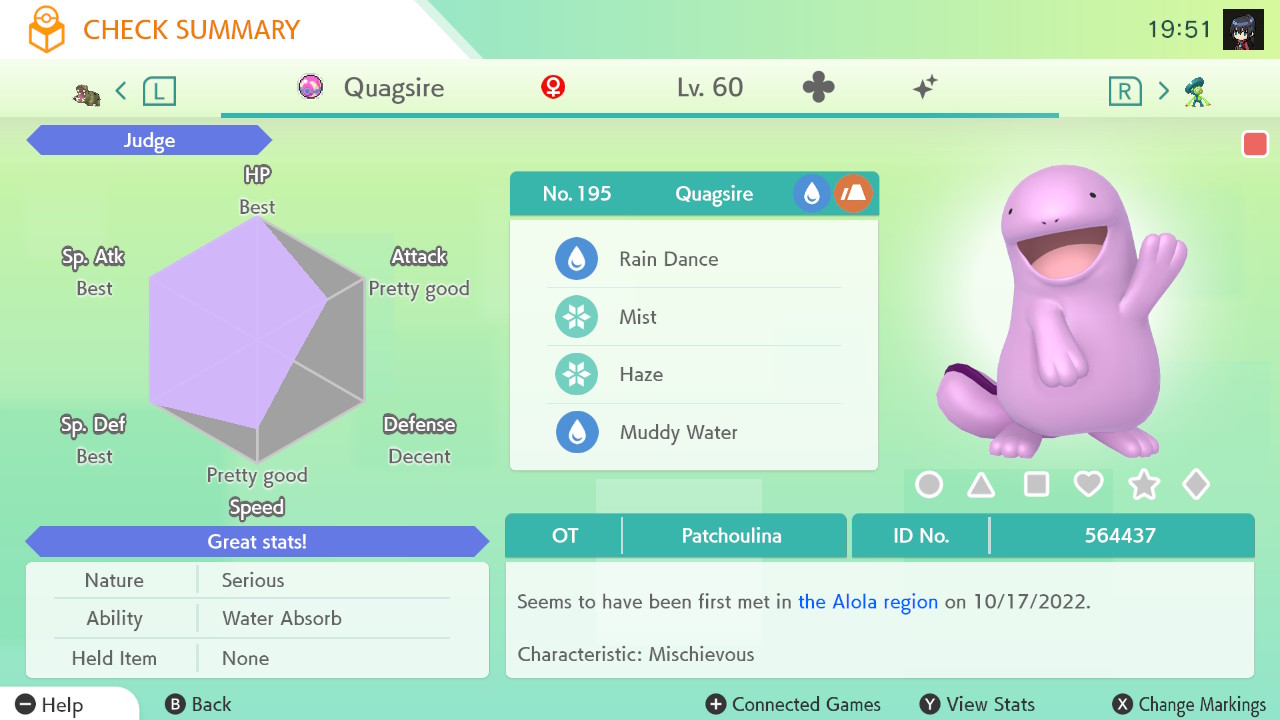 CHECK SUMMARY
19:51
L
Quagsire
Lv. 60
R
Judge
HP
Best
Sp. Atk
Best
Attack
Pretty good
Sp. Def
Best
Defense
Decent
Pretty good
Speed
Great stats!
Nature Serious
Ability Water Absorb
Held Item None
No. 195 Quagsire
Rain Dance
Mist
Haze
Muddy Water
OT Patchoulina ID No. 564437
Seems to have been first met in the Alola region on 10/17/2022.
Characteristic: Mischievous
Help
B Back
Connected Games
Y View Stats
X Change Markings